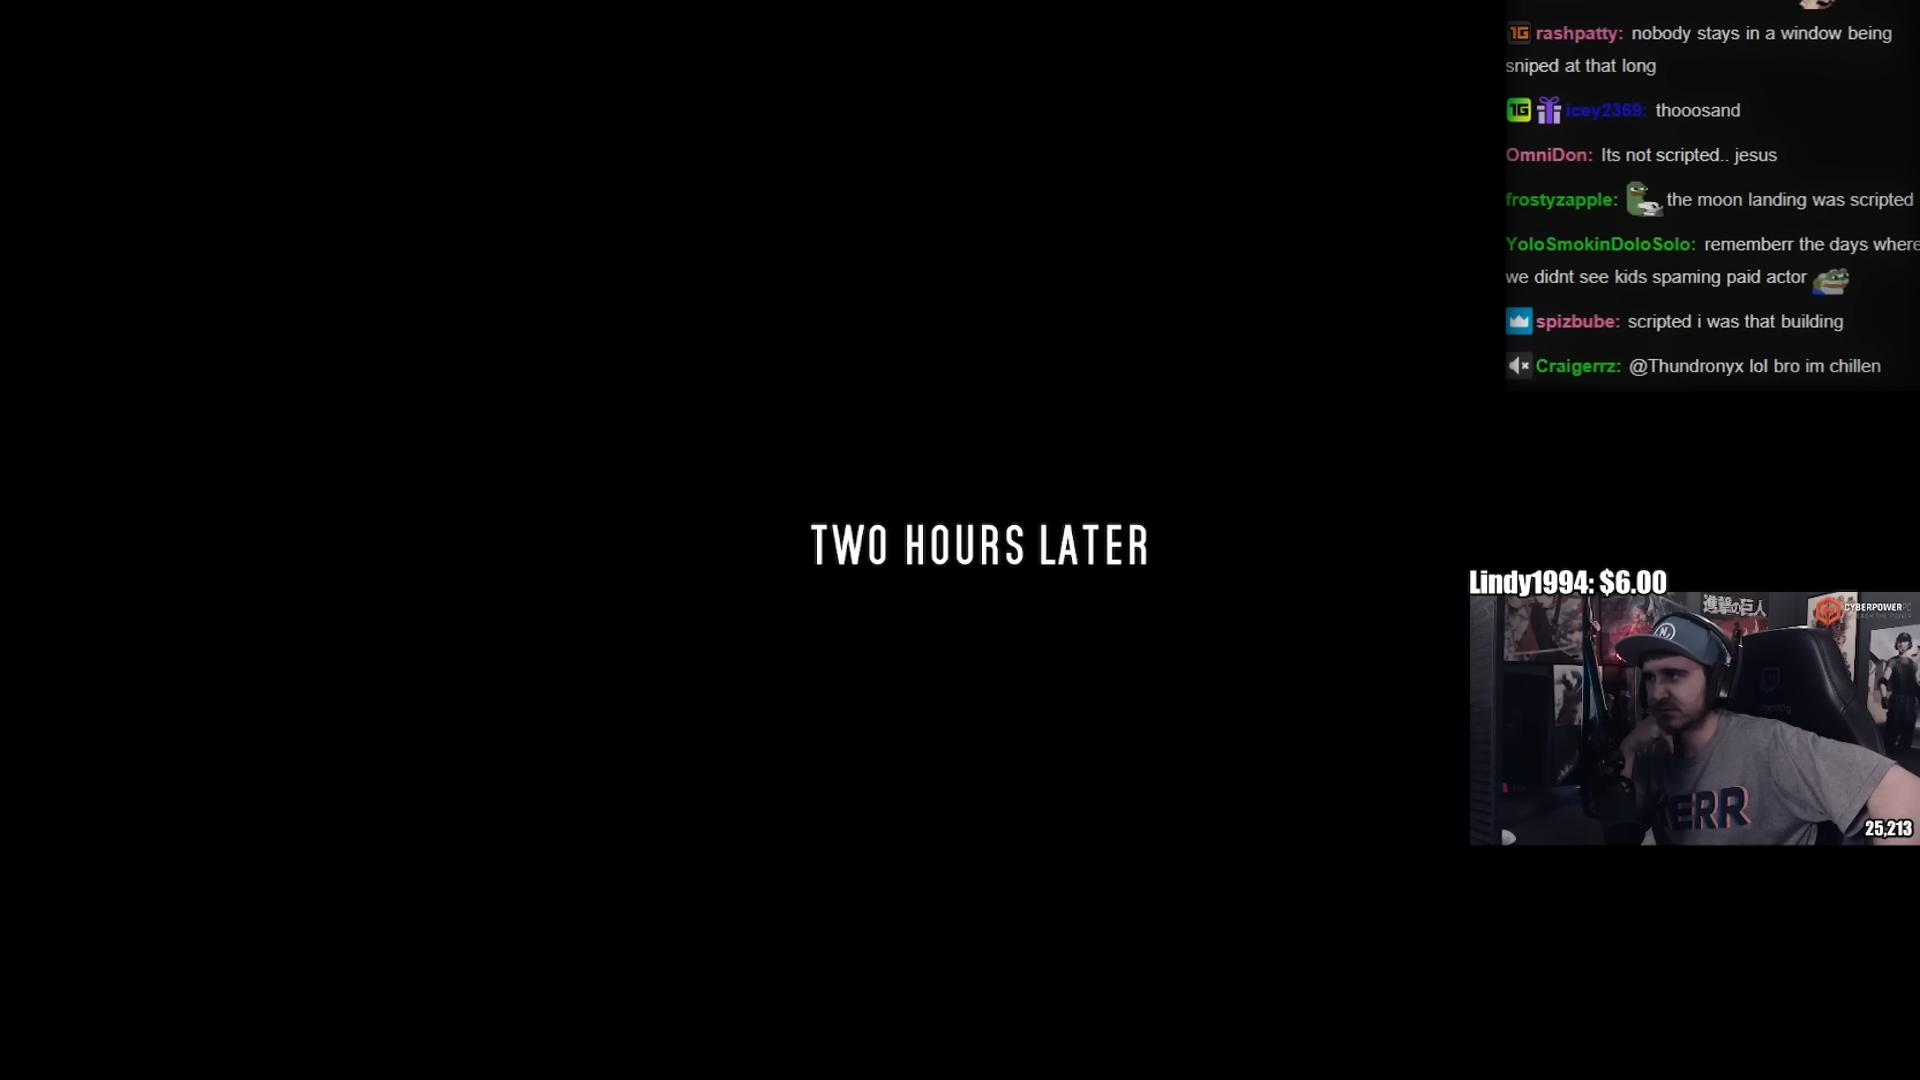 rashpatty: nobody stays in a window being
sniped at that long
icey2369: thooosand
OmniDon: Its not scripted.. jesus
frostyzapple: the moon landing was scripted
YoloSmokinDoloSolo: rememberr the days where
we didnt see kids spaming paid actor
spizbube: scripted i was that building
Craigerrz: @Thundronyx lol bro im chillen
TWO HOURS LATER
Lindy1994: $6.00
進撃の巨人
CYBERPOWERPC
ERR
25,213